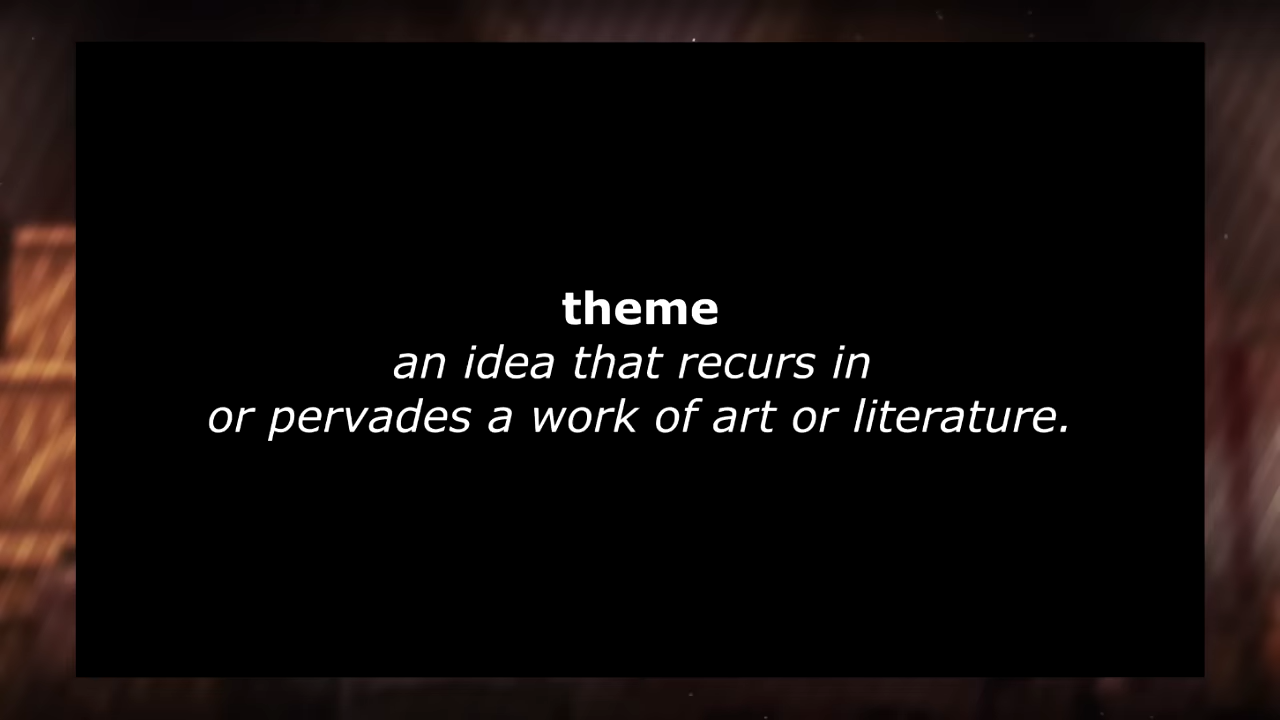 theme
an idea that recurs in
or pervades a work of art or literature.